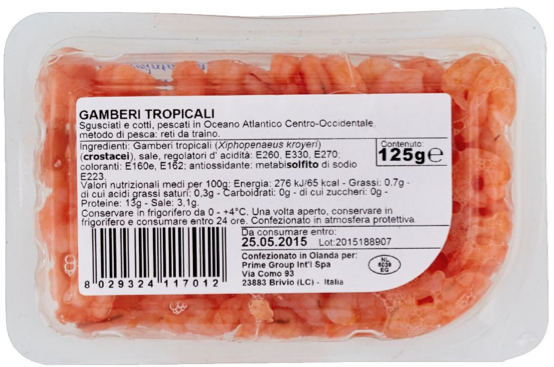 GAMBERI TROPICALI
Sgusciati e cotti, pescati in Oceano Atlantico Centro-Occidentale,
metodo di pesca: reti da traino.
Ingredienti: Gamberi tropicali (Xiphopenaeus kroyeri)
(crostacei), sale, regolatori d' acidità: E260, E330, E270;
coloranti: E160e, E162; antiossidante: metabisolfito di sodio
E223.
Contenuto:
125g e
Valori nutrizionali medi per 100g: Energia: 276 kJ/65 kcal - Grassi: 0,7g -
di cui acidi grassi saturi: 0,3g - Carboidrati: 0g - di cui zuccheri: 0g -
Proteine: 13g - Sale: 3,1g.
Conservare in frigorifero da 0 - +4°C. Una volta aperto, conservare in
frigorifero e consumare entro 24 ore. Confezionato in atmosfera protettiva.
Da consumare entro:
25.05.2015 Lot:2015188907
Confezionato in Olanda per:
Prime Group Int'l Spa
Via Como 93
23883 Brivio (LC) - Italia
NL
6039
EG
8 029324 117012